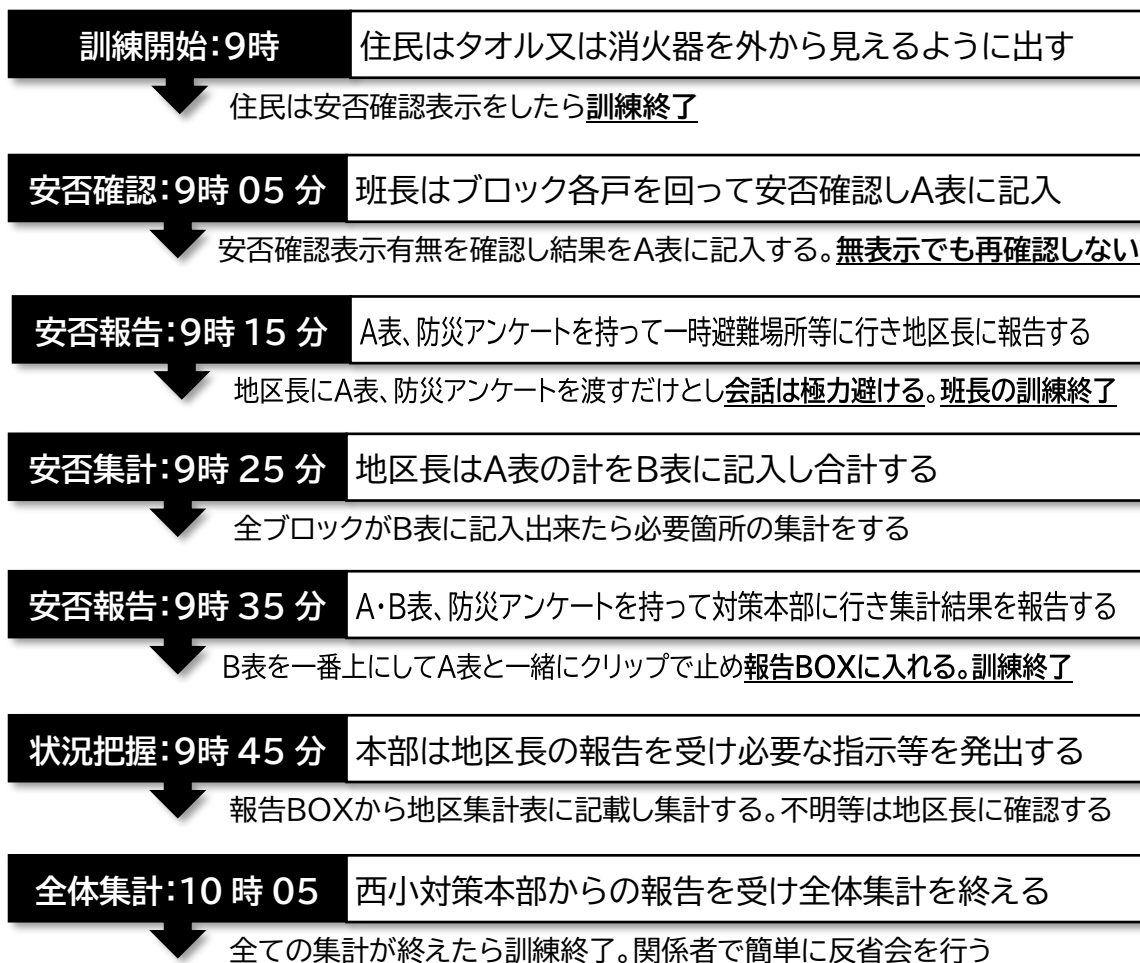 訓練開始:9時 住民はタオル又は消火器を外から見えるように出す
住民は安否確認表示をしたら訓練終了
安否確認:9時 05 分 班長はブロック各戸を回って安否確認しA表に記入
安否確認表示有無を確認し結果をA表に記入する。無表示でも再確認しない
安否報告:9時 15 分 A表、防災アンケートを持って一時避難場所等に行き地区長に報告する
地区長にA表、防災アンケートを渡すだけとし会話は極力避ける。班長の訓練終了
安否集計:9時 25 分 地区長はA表の計をB表に記入し合計する
全ブロックがB表に記入出来たら必要箇所の集計をする
安否報告:9時 35 分 A・B表、防災アンケートを持って対策本部に行き集計結果を報告する
B表を一番上にしてA表と一緒にクリップで止め報告BOXに入れる。訓練終了
状況把握:9時 45 分 本部は地区長の報告を受け必要な指示等を発出する
報告BOXから地区集計表に記載し集計する。不明等は地区長に確認する
全体集計:10 時 05 西小対策本部からの報告を受け全体集計を終える
全ての集計が終えたら訓練終了。関係者で簡単に反省会を行う